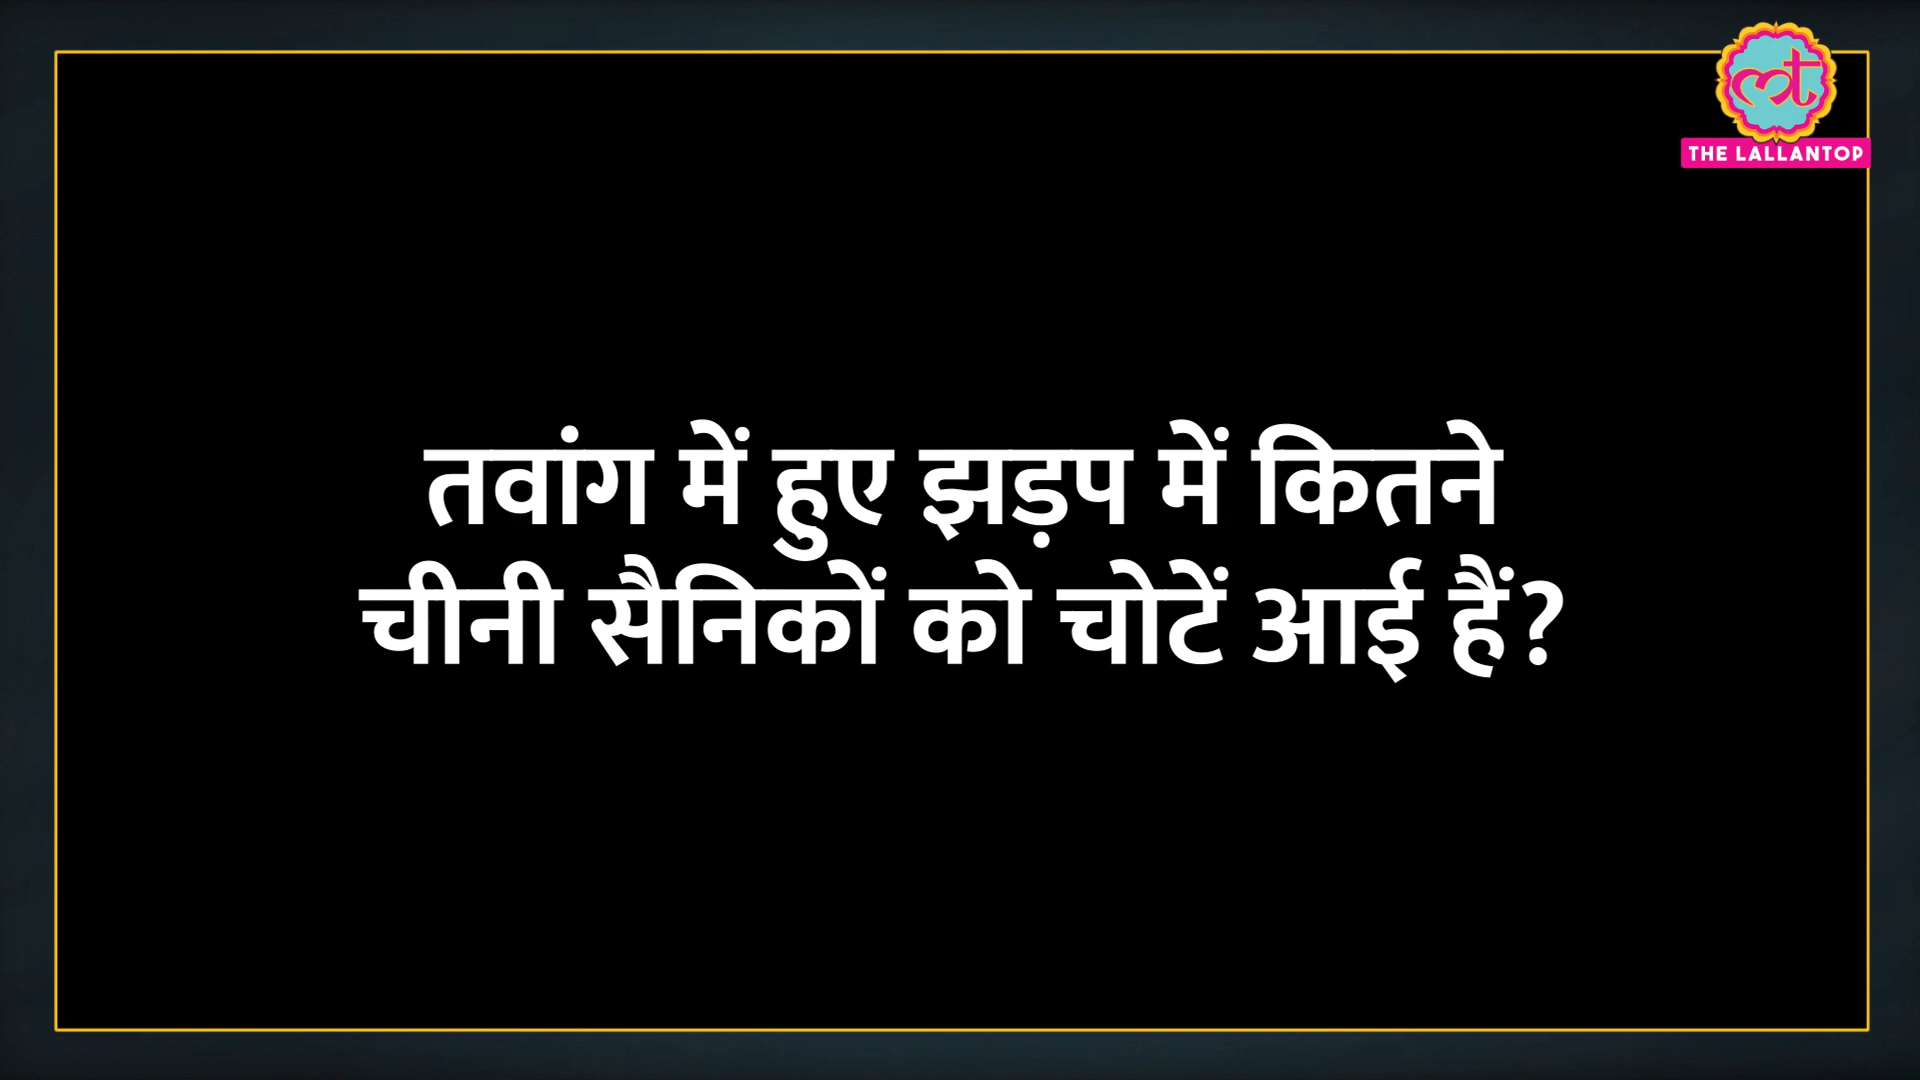 THE LALLANTOP
तवांग में हुए झड़प में कितने
चीनी सैनिकों को चोटें आई हैं?